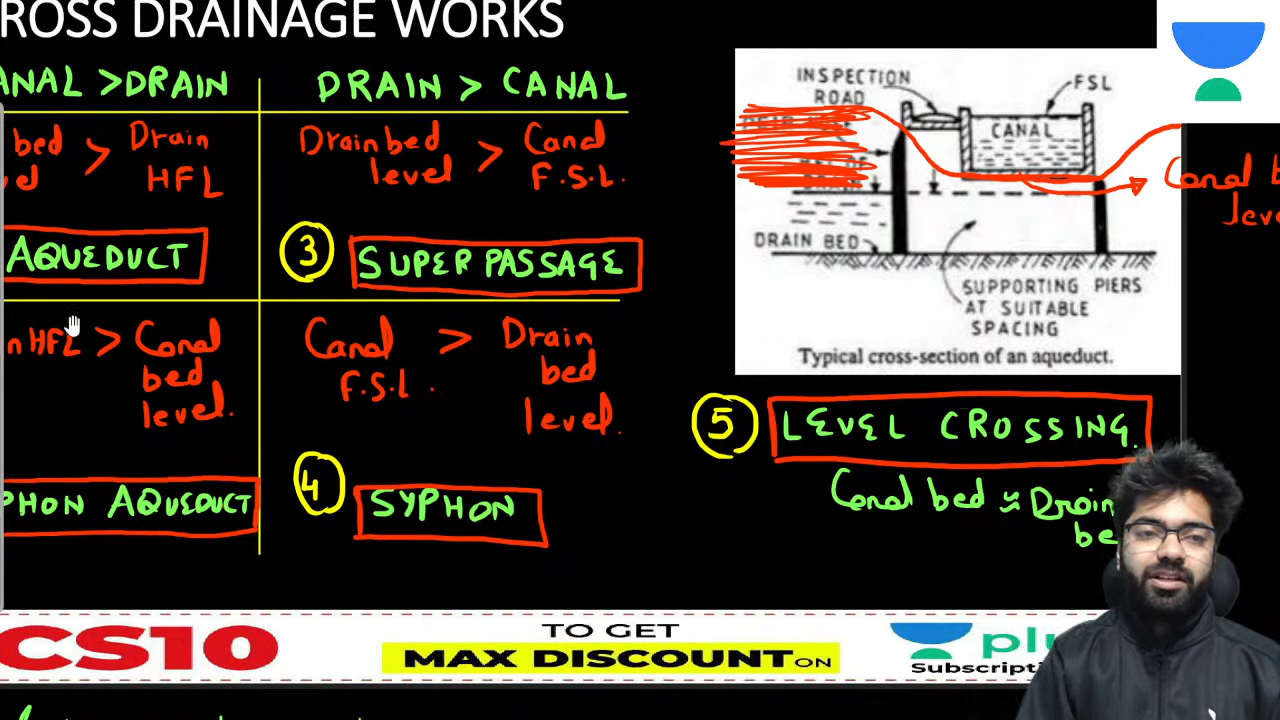 ROSS DRAINAGE WORKS
ANAL > DRAIN
DRAIN > CANAL
bed > Drain
HFL
Drain bed > Canal
level F.S.L.
AQUEDUCT
3 SUPER PASSAGE
n HFL > Canal
bed
level.
Canal > Drain
F.S.L. bed
level.
PHON AQUEDUCT
4 SYPHON
INSPECTION
ROAD
FSL
CANAL
DRAIN BED
SUPPORTING PIERS
AT SUITABLE
SPACING
Typical cross-section of an aqueduct.
Canal b
leve
5 LEVEL CROSSING.
Canal bed ≈ Drain
be
CS10
TO GET
MAX DISCOUNT ON
pl
Subscripti